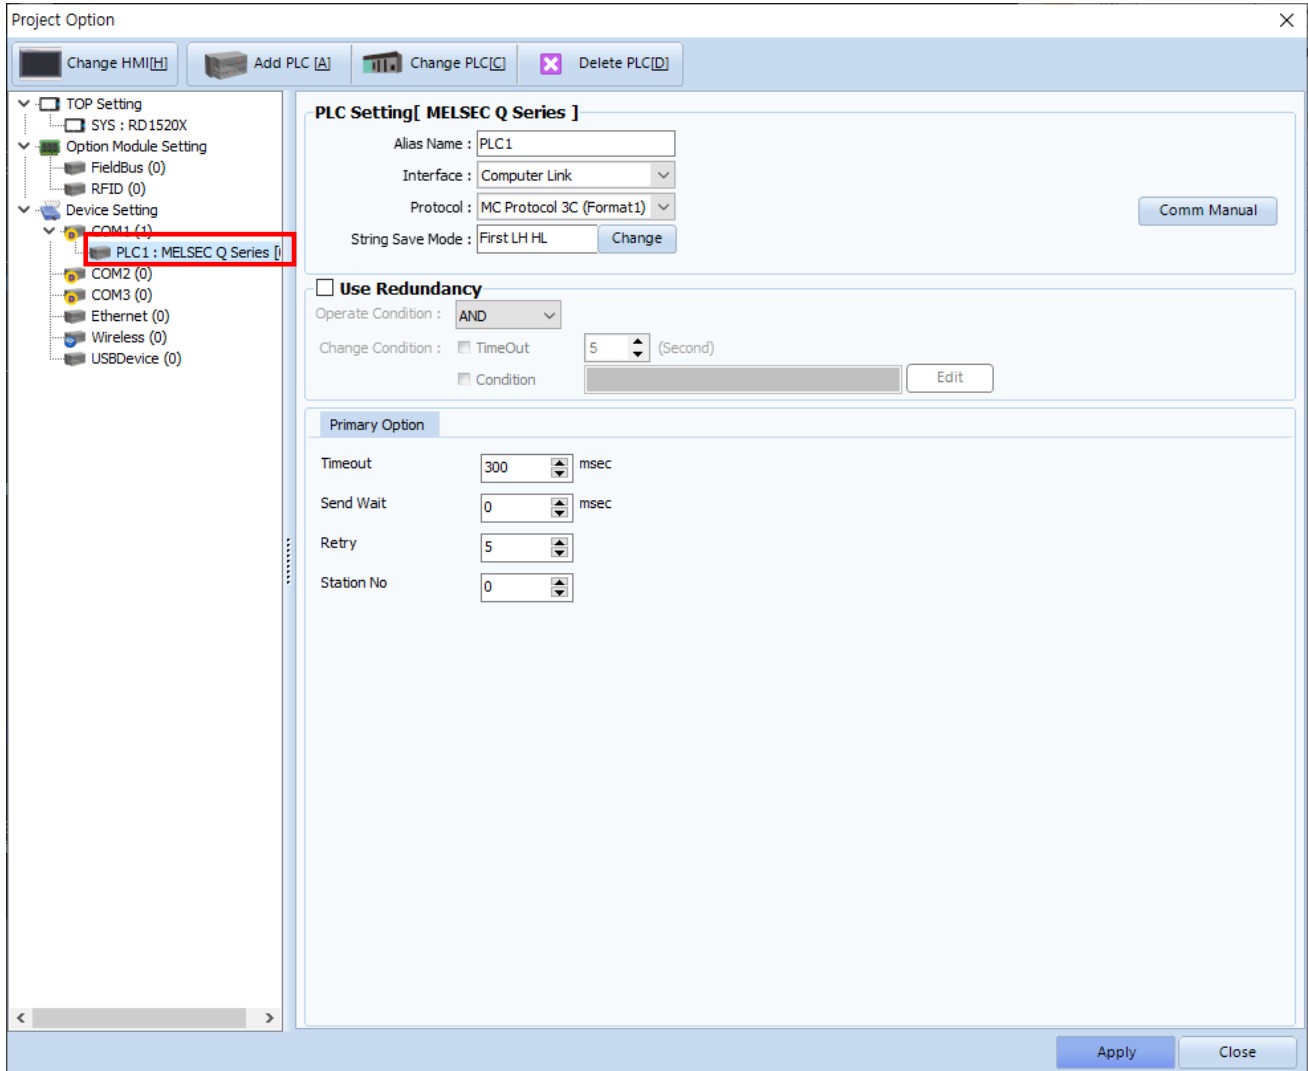 Project Option
Change HMI[H] Add PLC [A] Change PLC[C] Delete PLC[D]
TOP Setting
SYS : RD1520X
Option Module Setting
FieldBus (0)
RFID (0)
Device Setting
COM1 (1)
PLC1 : MELSEC Q Series [
COM2 (0)
COM3 (0)
Ethernet (0)
Wireless (0)
USBDevice (0)
PLC Setting[ MELSEC Q Series ]
Alias Name : PLC1
Interface : Computer Link
Protocol : MC Protocol 3C (Format1)
Comm Manual
String Save Mode : First LH HL Change
Use Redundancy
Operate Condition : AND
Change Condition : TimeOut 5 (Second)
Condition Edit
Primary Option
Timeout 300 msec
Send Wait 0 msec
Retry 5
Station No 0
Apply Close